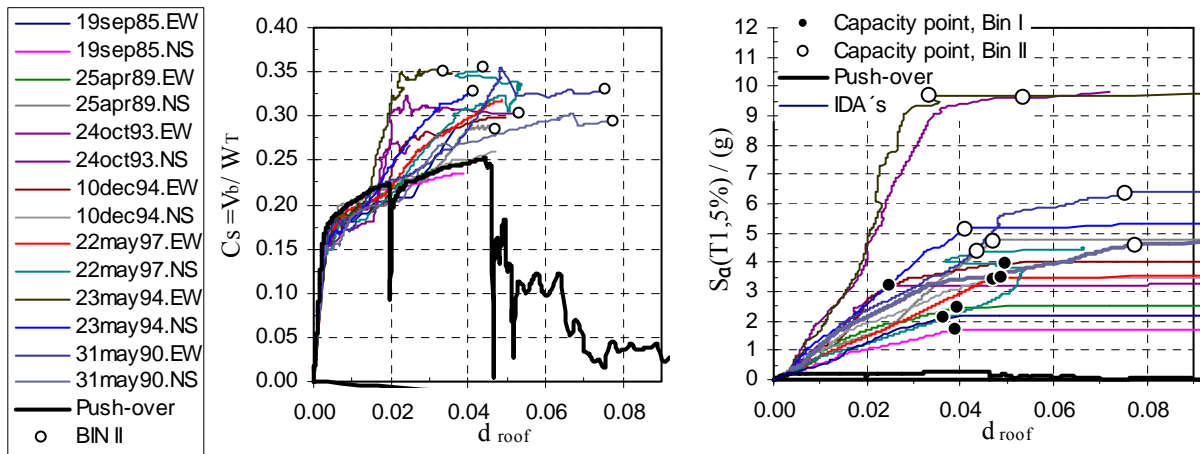 19sep85.EW
19sep85.NS
25apr89.EW
25apr89.NS
24oct93.EW
24oct93.NS
10dec94.EW
10dec94.NS
22may97.EW
22may97.NS
23may94.EW
23may94.NS
31may90.EW
31may90.NS
Push-over
BIN II
Cs = Vb / WT
0.40
0.35
0.30
0.25
0.20
0.15
0.10
0.05
0.00
0.00 0.02 0.04 0.06 0.08
d roof
Capacity point, Bin I
Capacity point, Bin II
Push-over
IDA´s
Sa(T1,5%) / (g)
12
11
10
9
8
7
6
5
4
3
2
1
0
0.00 0.02 0.04 0.06 0.08
d roof